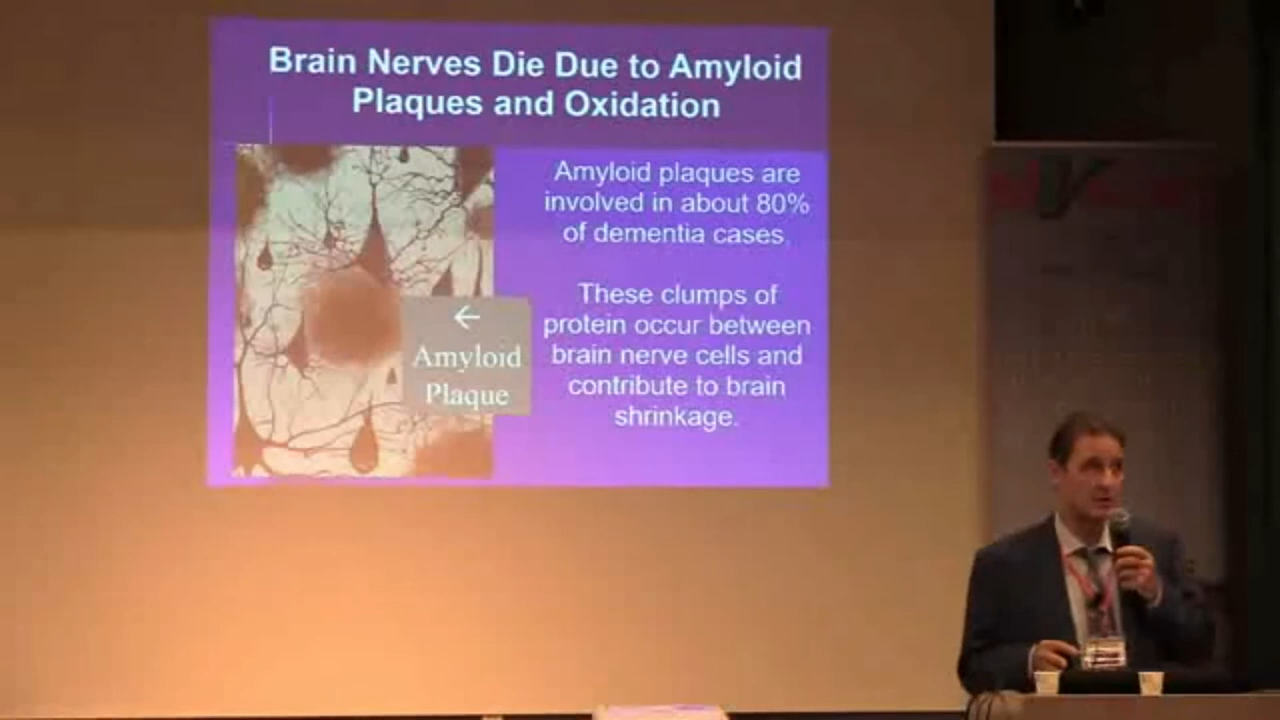 Brain Nerves Die Due to Amyloid
Plaques and Oxidation
Amyloid plaques are
involved in about 80%
of dementia cases.
These clumps of
protein occur between
brain nerve cells and
contribute to brain
shrinkage.
←
Amyloid
Plaque